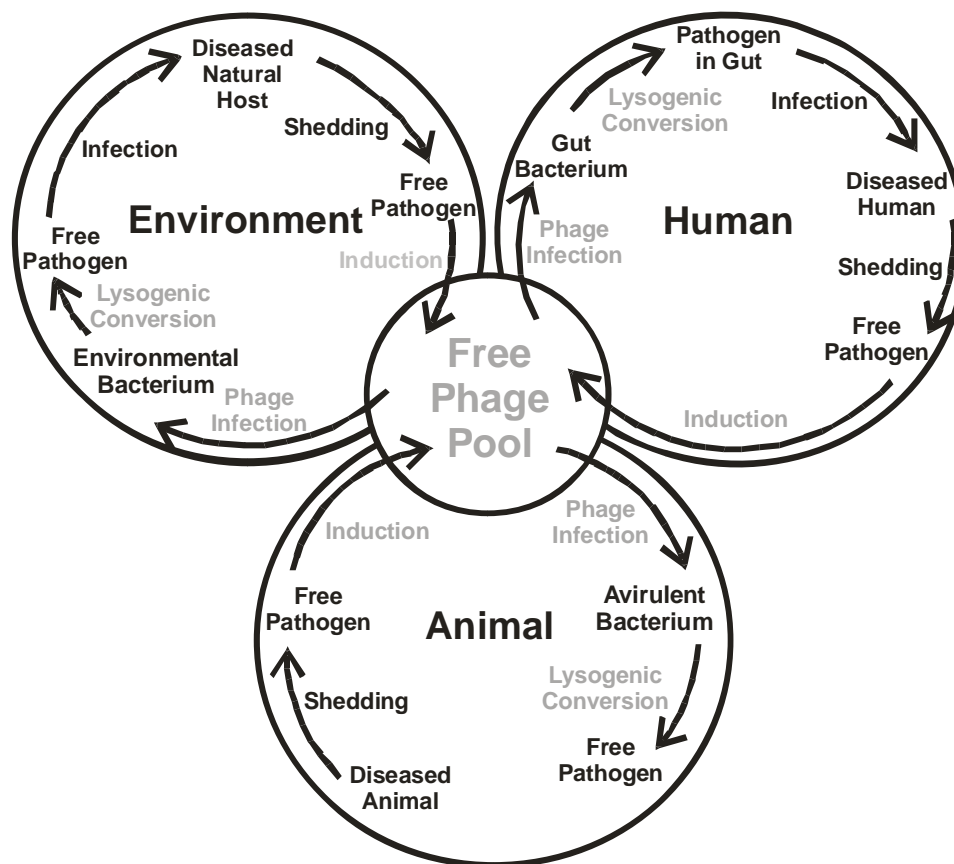 Diseased
Natural
Host
Shedding
Infection
Free
Pathogen
Environment
Free
Pathogen
Induction
Lysogenic
Conversion
Environmental
Bacterium
Phage
Infection
Pathogen
in Gut
Lysogenic
Conversion
Infection
Gut
Bacterium
Diseased
Human
Human
Phage
Infection
Shedding
Free
Pathogen
Induction
Free
Phage
Pool
Induction
Phage
Infection
Free
Pathogen
Animal
Avirulent
Bacterium
Shedding
Lysogenic
Conversion
Free
Pathogen
Diseased
Animal